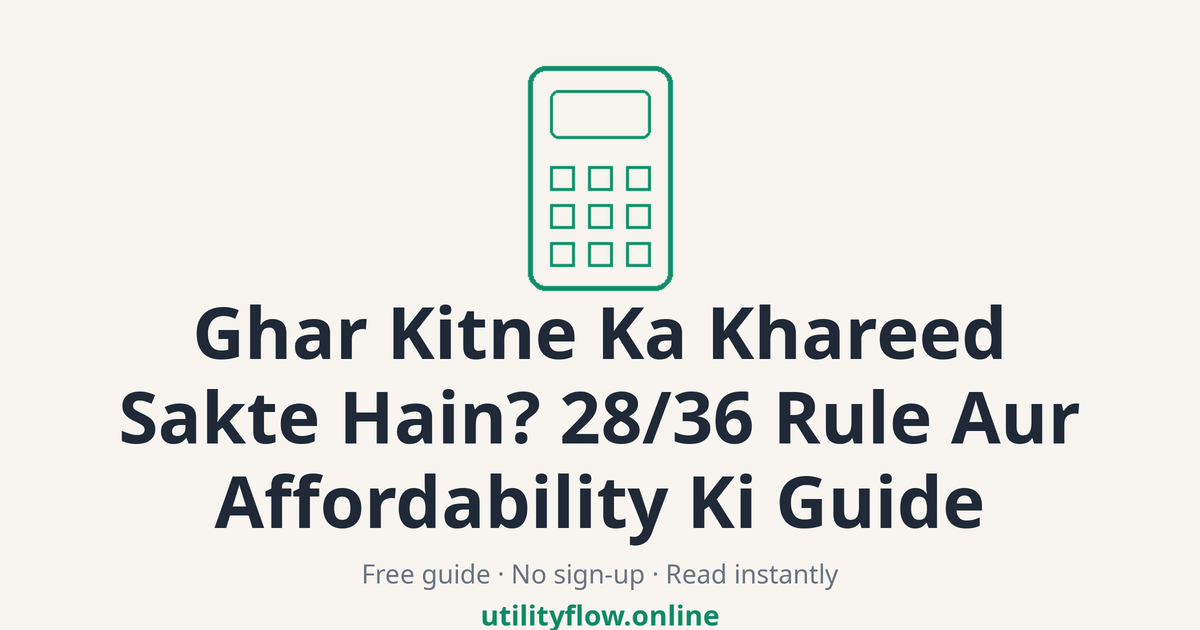 Ghar Kitne Ka Khareed
Sakte Hain? 28/36 Rule Aur
Affordability Ki Guide
Free guide · No sign-up · Read instantly
utilityflow.online